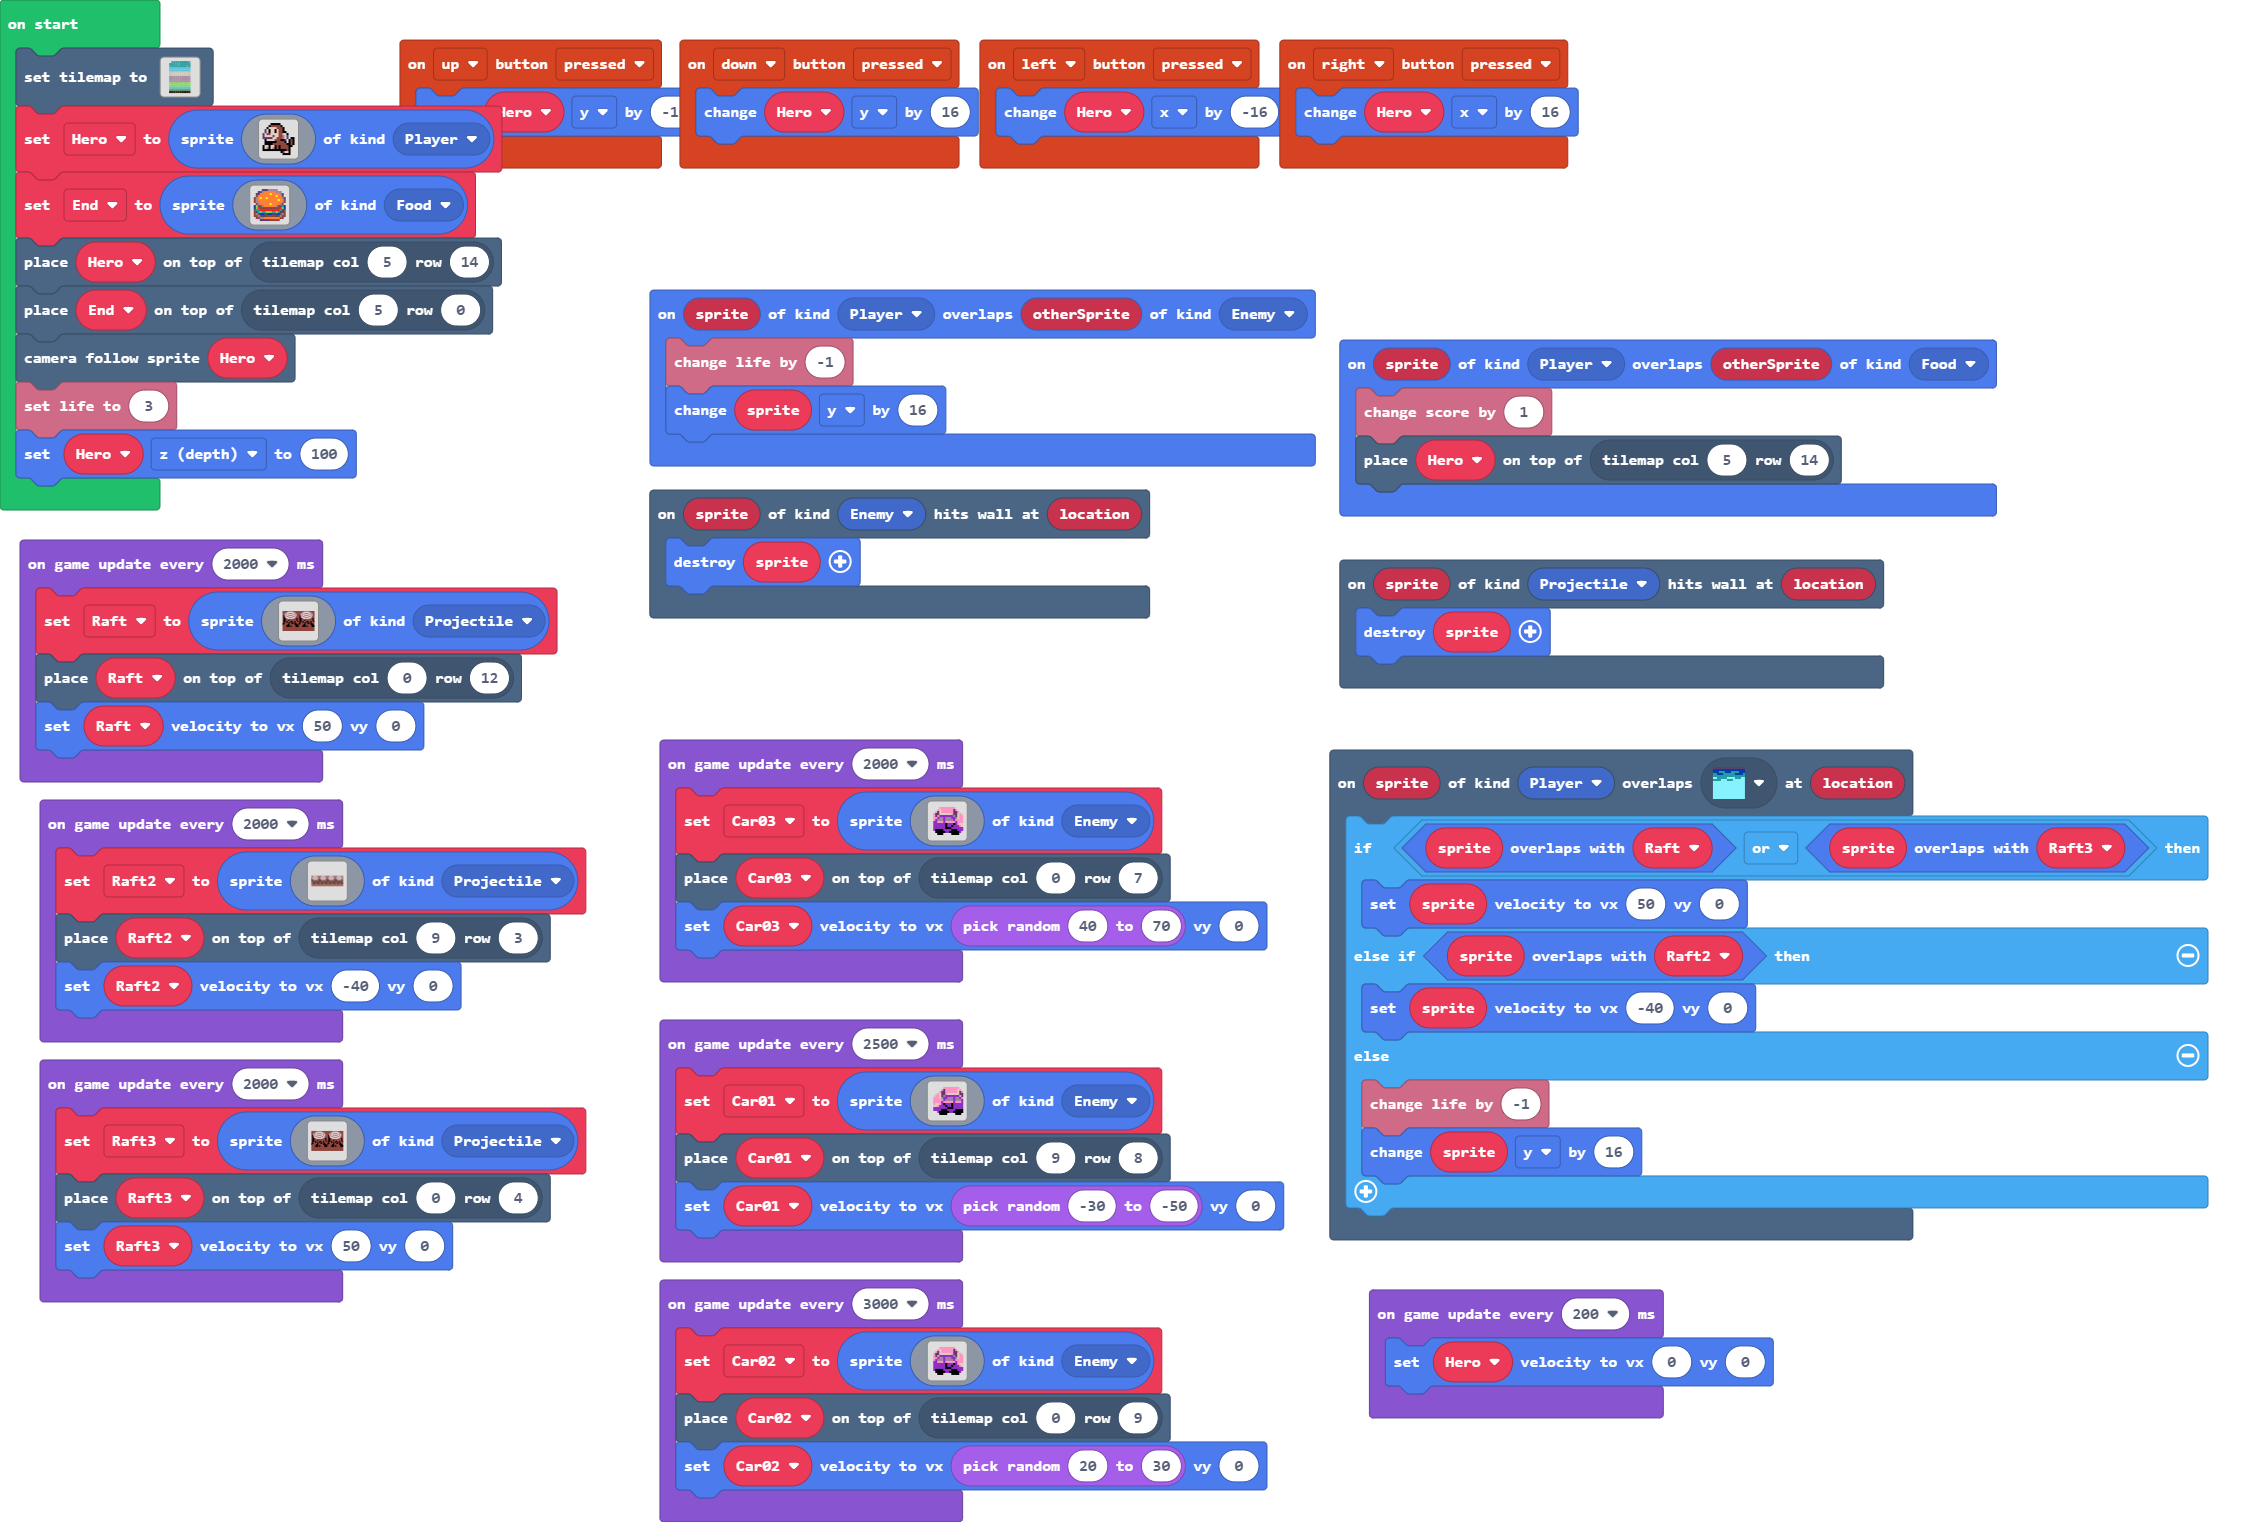 on start
set tilemap to
set Hero to sprite of kind Player
set End to sprite of kind Food
place Hero on top of tilemap col 5 row 14
place End on top of tilemap col 5 row 0
camera follow sprite Hero
set life to 3
set Hero z (depth) to 100
on up button pressed
Hero y by -1
on down button pressed
change Hero y by 16
on left button pressed
change Hero x by -16
on right button pressed
change Hero x by 16
on sprite of kind Player overlaps otherSprite of kind Enemy
change life by -1
change sprite y by 16
on sprite of kind Player overlaps otherSprite of kind Food
change score by 1
place Hero on top of tilemap col 5 row 14
on sprite of kind Enemy hits wall at location
destroy sprite
on sprite of kind Projectile hits wall at location
destroy sprite
on game update every 2000 ms
set Raft to sprite of kind Projectile
place Raft on top of tilemap col 0 row 12
set Raft velocity to vx 50 vy 0
on game update every 2000 ms
set Raft2 to sprite of kind Projectile
place Raft2 on top of tilemap col 9 row 3
set Raft2 velocity to vx -40 vy 0
on game update every 2000 ms
set Raft3 to sprite of kind Projectile
place Raft3 on top of tilemap col 0 row 4
set Raft3 velocity to vx 50 vy 0
on game update every 2000 ms
set Car03 to sprite of kind Enemy
place Car03 on top of tilemap col 0 row 7
set Car03 velocity to vx pick random 40 to 70 vy 0
on game update every 2500 ms
set Car01 to sprite of kind Enemy
place Car01 on top of tilemap col 9 row 8
set Car01 velocity to vx pick random -30 to -50 vy 0
on game update every 3000 ms
set Car02 to sprite of kind Enemy
place Car02 on top of tilemap col 0 row 9
set Car02 velocity to vx pick random 20 to 30 vy 0
on sprite of kind Player overlaps at location
if sprite overlaps with Raft or sprite overlaps with Raft3 then
set sprite velocity to vx 50 vy 0
else if sprite overlaps with Raft2 then
set sprite velocity to vx -40 vy 0
else
change life by -1
change sprite y by 16
on game update every 200 ms
set Hero velocity to vx 0 vy 0